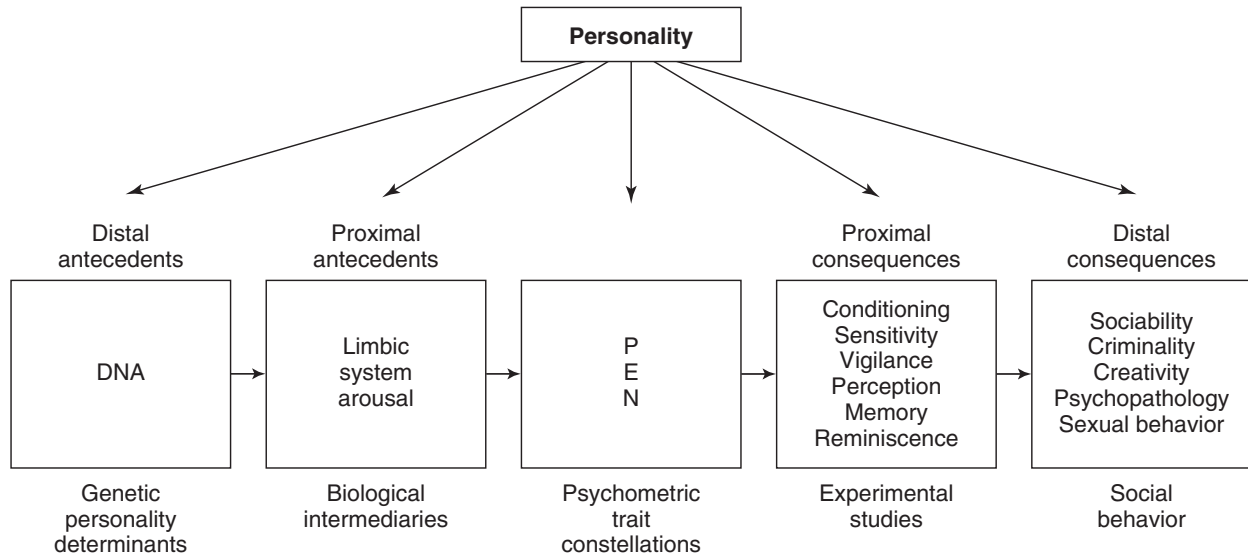 Personality
Distal
antecedents
Proximal
antecedents
Proximal
consequences
Distal
consequences
DNA
Limbic
system
arousal
P
E
N
Conditioning
Sensitivity
Vigilance
Perception
Memory
Reminiscence
Sociability
Criminality
Creativity
Psychopathology
Sexual behavior
Genetic
personality
determinants
Biological
intermediaries
Psychometric
trait
constellations
Experimental
studies
Social
behavior